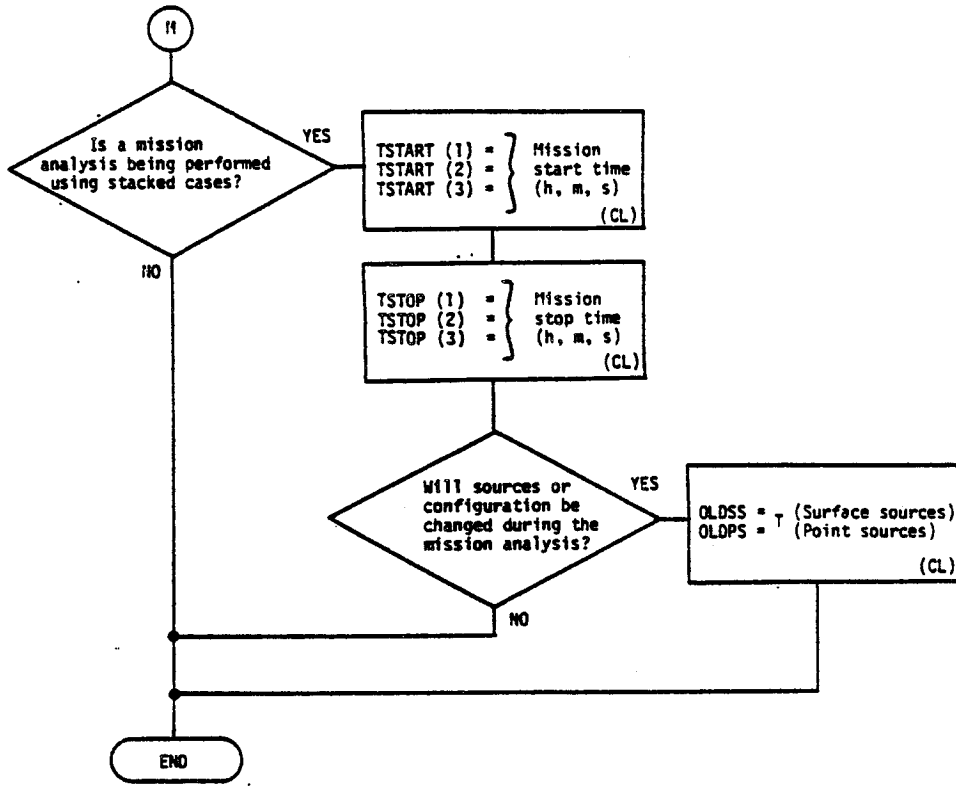 M
Is a mission
analysis being performed
using stacked cases?
YES
NO
TSTART (1) =
TSTART (2) =
TSTART (3) =
Mission
start time
(h, m, s)
(CL)
TSTOP (1) =
TSTOP (2) =
TSTOP (3) =
Mission
stop time
(h, m, s)
(CL)
Will sources or
configuration be
changed during the
mission analysis?
YES
NO
OLDSS = T (Surface sources)
OLDPS = (Point sources)
(CL)
END